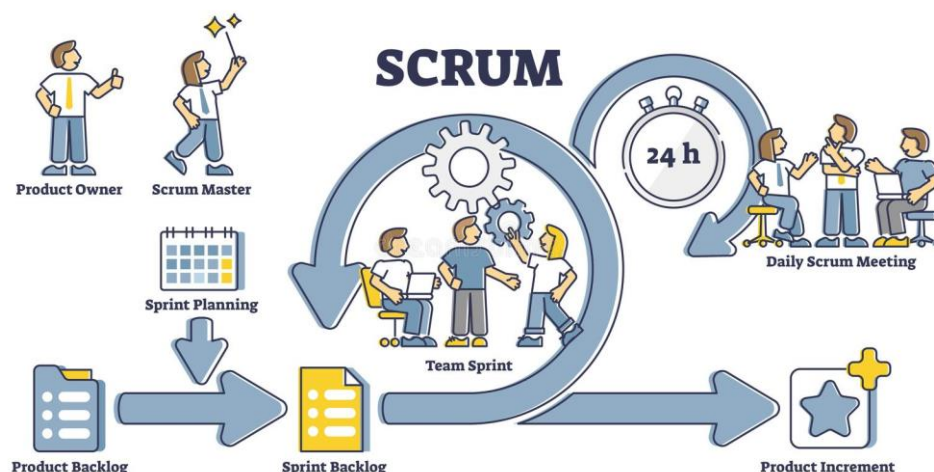 SCRUM
Product Owner
Scrum Master
24 h
Daily Scrum Meeting
Sprint Planning
Team Sprint
Product Backlog
Sprint Backlog
Product Increment